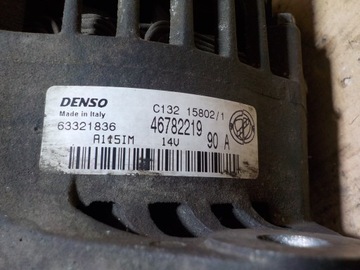 DENSO
Made in Italy
C132 15802/1
63321836
46782219
A115IM
14V
90 A